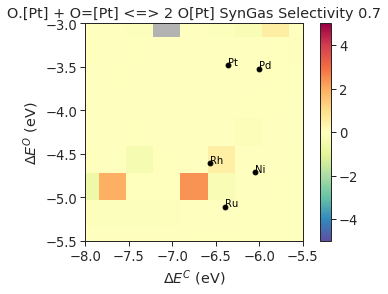 O.[Pt] + O=[Pt] <=> 2 O[Pt] SynGas Selectivity 0.7
−3.0
−3.5
−4.0
−4.5
−5.0
−5.5
ΔE^O (eV)
Pt
Pd
Rh
Ni
Ru
−8.0 −7.5 −7.0 −6.5 −6.0 −5.5
ΔE^C (eV)
4
2
0
−2
−4